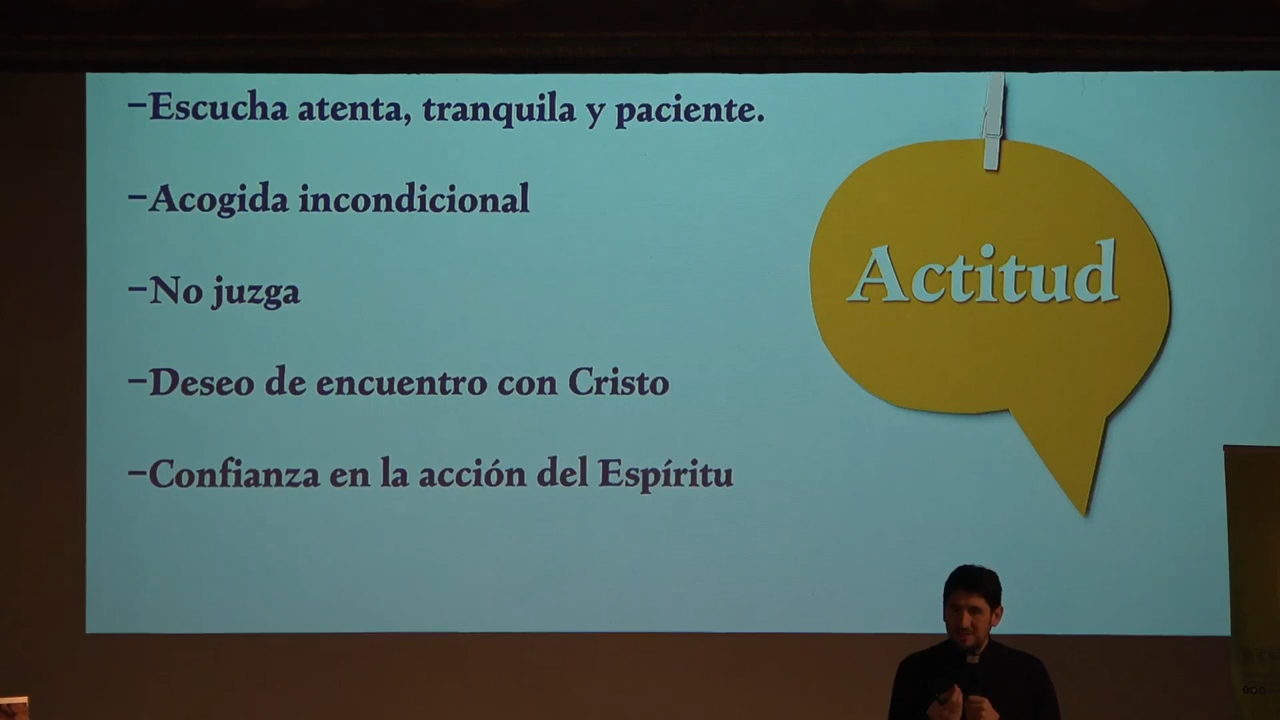 –Escucha atenta, tranquila y paciente.
–Acogida incondicional
–No juzga
–Deseo de encuentro con Cristo
–Confianza en la acción del Espíritu
Actitud